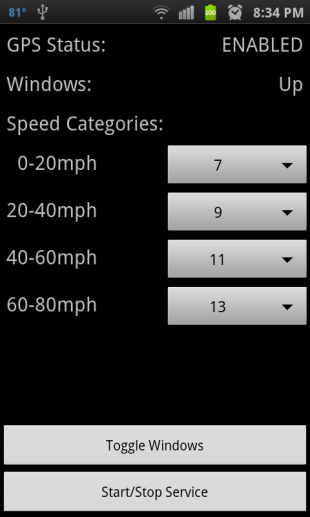 81° 100 8:34 PM
GPS Status: ENABLED
Windows: Up
Speed Categories:
0-20mph 7
20-40mph 9
40-60mph 11
60-80mph 13
Toggle Windows
Start/Stop Service